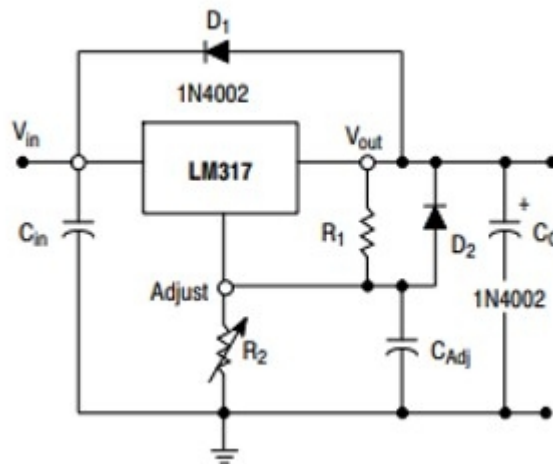 D1
1N4002
Vin
Vout
LM317
Cin
R1
D2
+
1N4002
Adjust
R2
CAdj